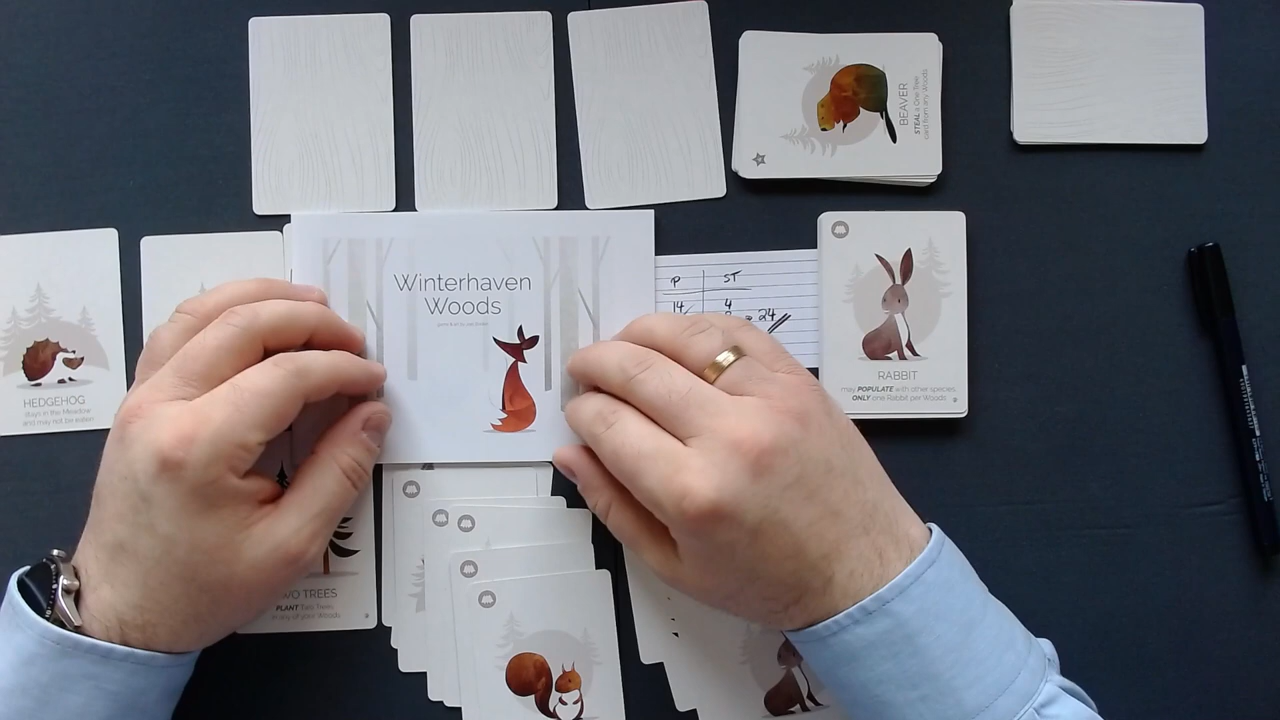 BEAVER
STEAL a One Tree
card from any Woods
Winterhaven
Woods
P ST
14 4
= 24
HEDGEHOG
stays in the Meadow
and may not be eaten
RABBIT
may POPULATE with other species,
ONLY one Rabbit per Woods
WO TREES
PLANT Two Trees
in any of your Woods